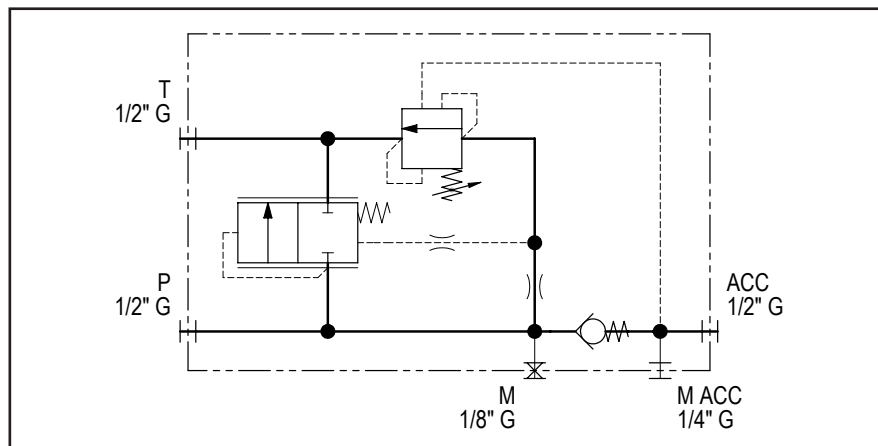 T
1/2" G
P
1/2" G
ACC
1/2" G
M
1/8" G
M ACC
1/4" G